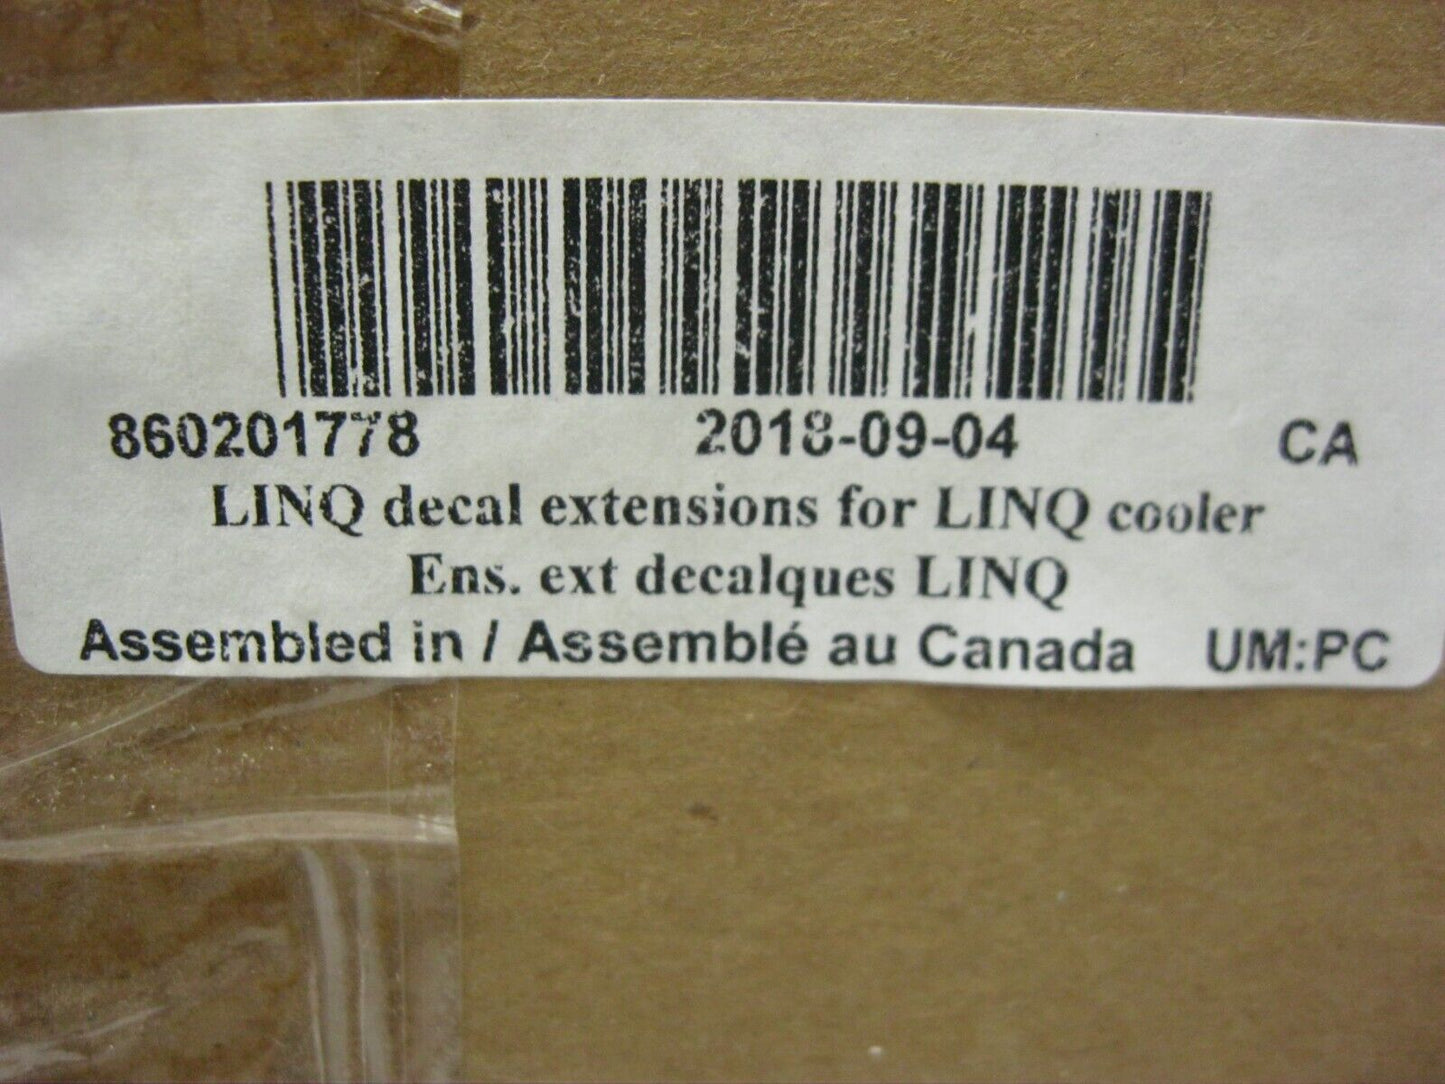 860201778 2018-09-04 CA
LINQ decal extensions for LINQ cooler
Ens. ext decalques LINQ
Assembled in / Assemblé au Canada UM:PC